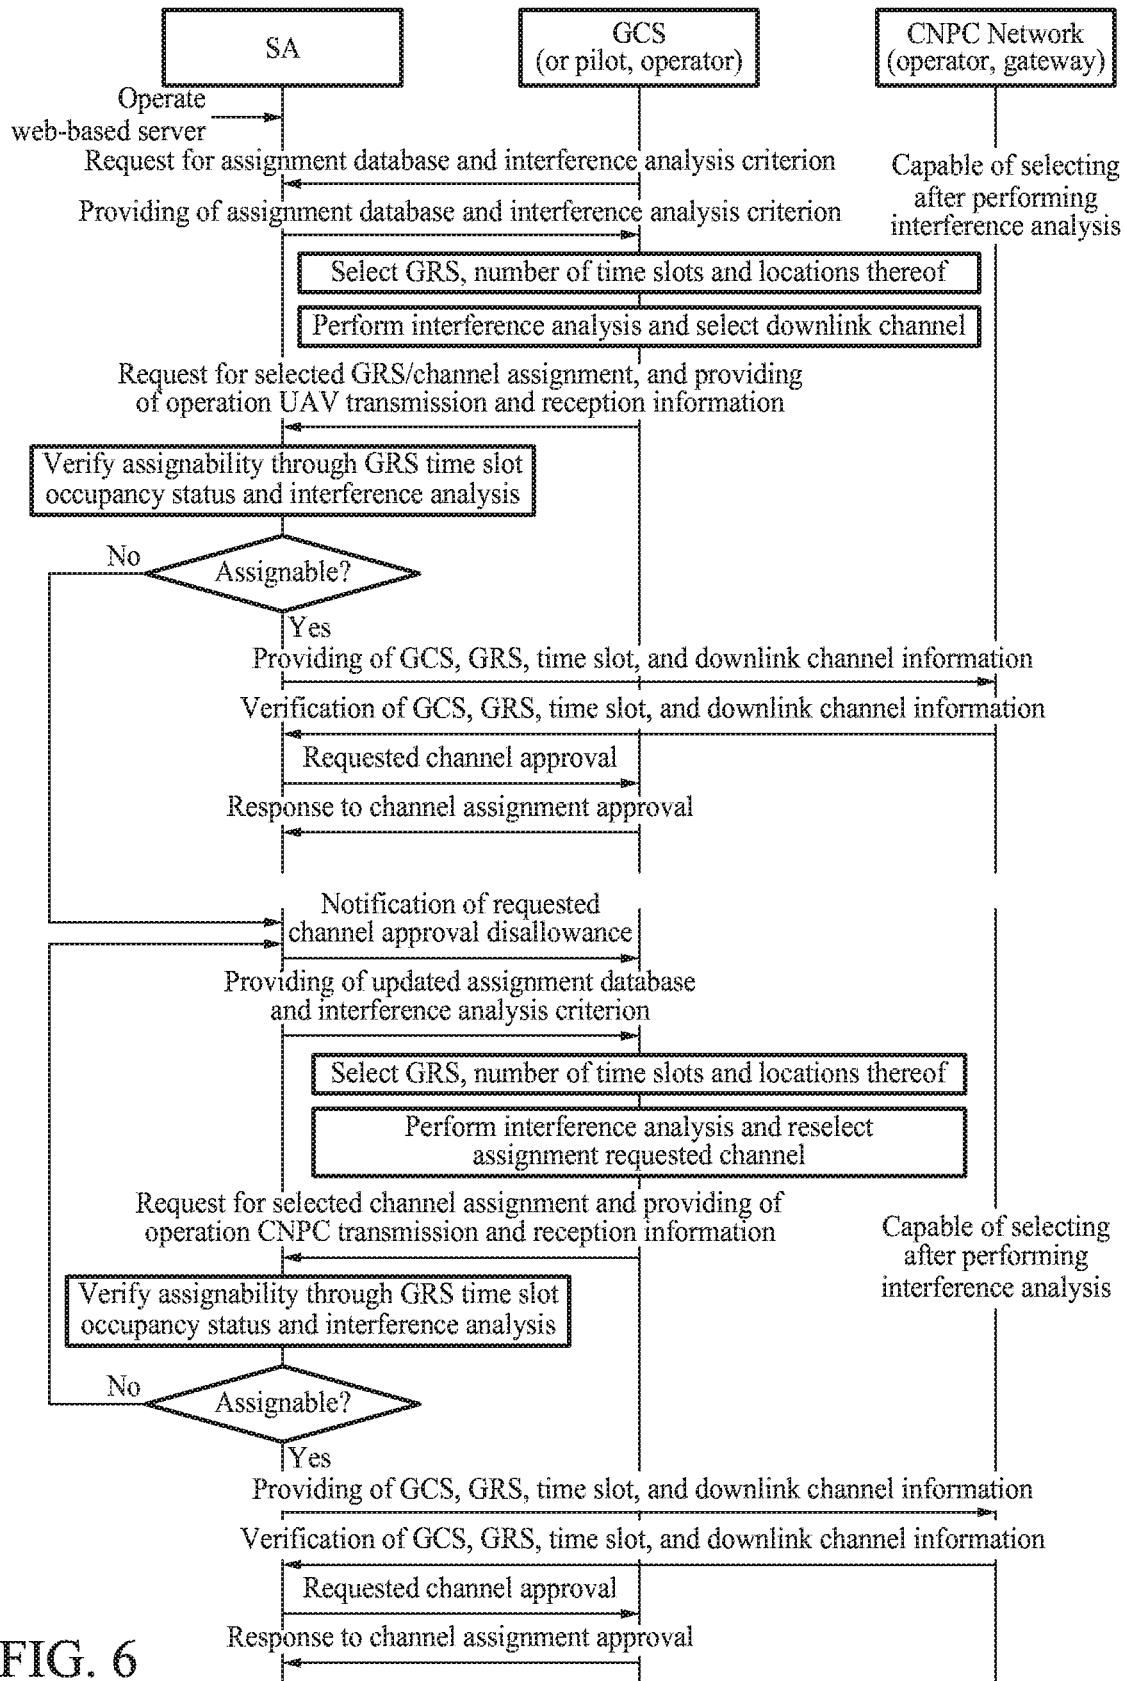 SA
GCS
(or pilot, operator)
CNPC Network
(operator, gateway)
Operate
web-based server
Request for assignment database and interference analysis criterion
Capable of selecting
after performing
interference analysis
Providing of assignment database and interference analysis criterion
Select GRS, number of time slots and locations thereof
Perform interference analysis and select downlink channel
Request for selected GRS/channel assignment, and providing
of operation UAV transmission and reception information
Verify assignability through GRS time slot
occupancy status and interference analysis
No
Assignable?
Yes
Providing of GCS, GRS, time slot, and downlink channel information
Verification of GCS, GRS, time slot, and downlink channel information
Requested channel approval
Response to channel assignment approval
Notification of requested
channel approval disallowance
Providing of updated assignment database
and interference analysis criterion
Select GRS, number of time slots and locations thereof
Perform interference analysis and reselect
assignment requested channel
Request for selected channel assignment and providing of
operation CNPC transmission and reception information
Capable of selecting
after performing
interference analysis
Verify assignability through GRS time slot
occupancy status and interference analysis
No
Assignable?
Yes
Providing of GCS, GRS, time slot, and downlink channel information
Verification of GCS, GRS, time slot, and downlink channel information
Requested channel approval
Response to channel assignment approval
FIG. 6